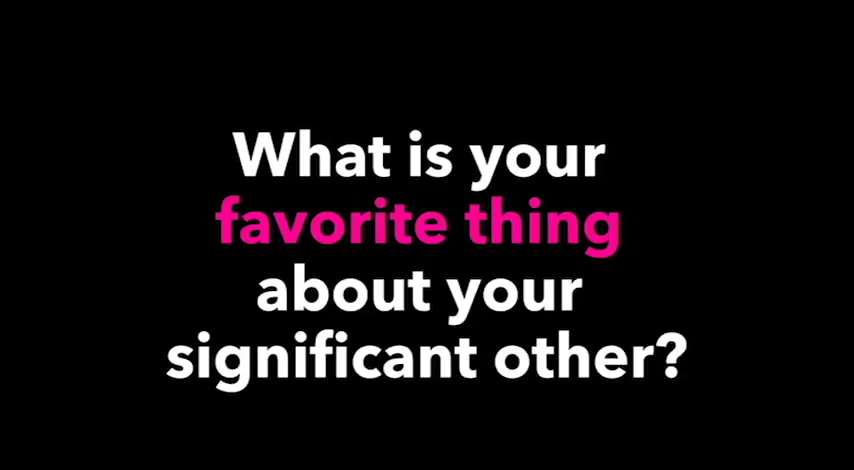 What is your
favorite thing
about your
significant other?